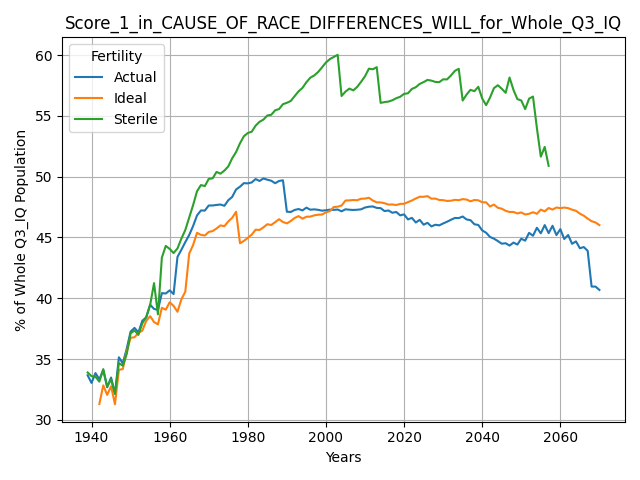 Score_1_in_CAUSE_OF_RACE_DIFFERENCES_WILL_for_Whole_Q3_IQ
Fertility
Actual
Ideal
Sterile
% of Whole Q3_IQ Population
60
55
50
45
40
35
30
1940
1960
1980
2000
2020
2040
2060
Years